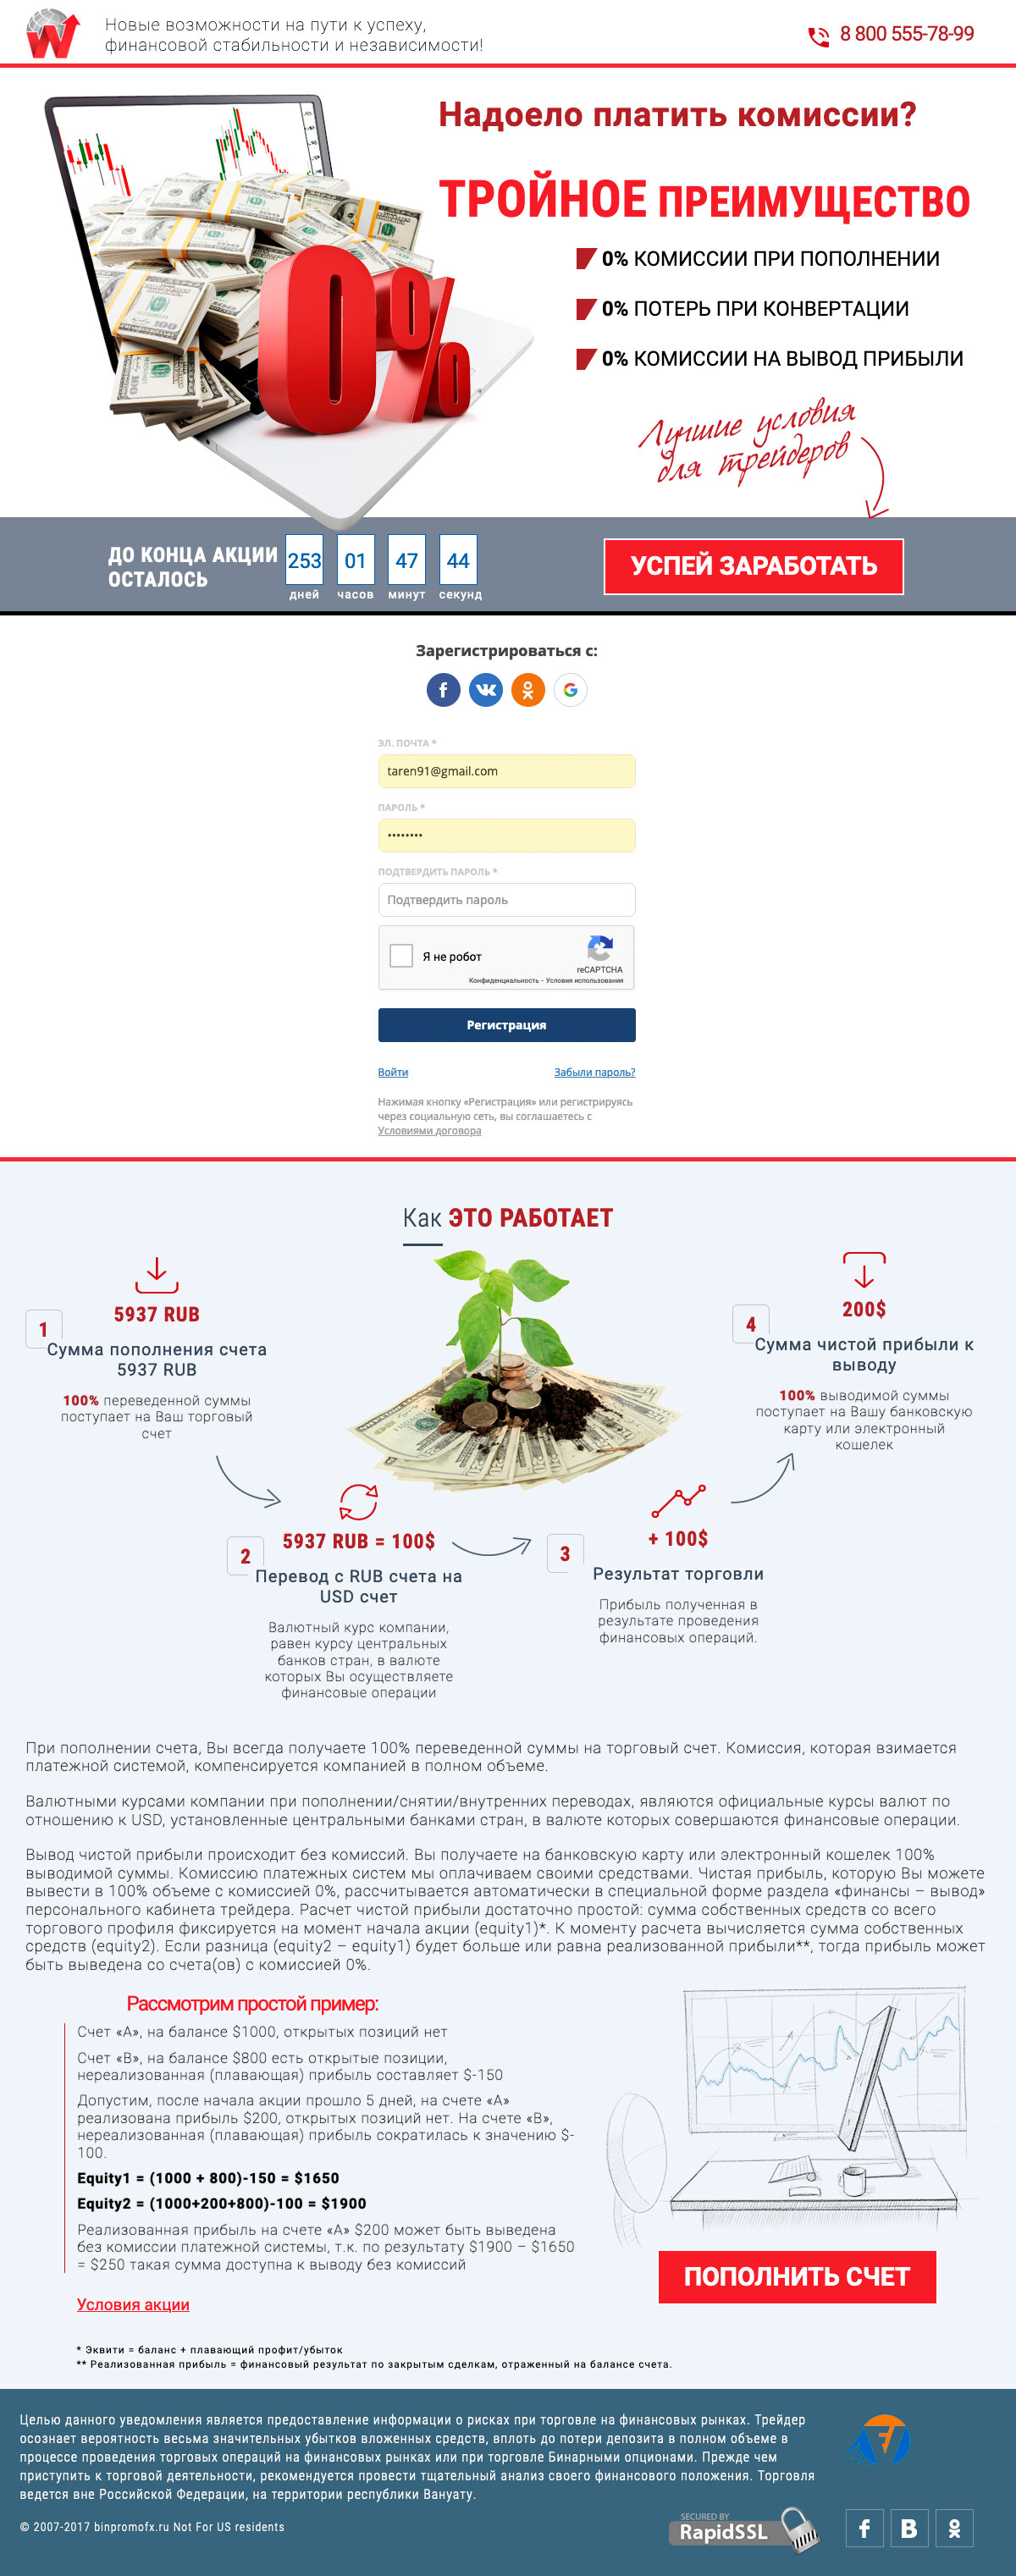 Новые возможности на пути к успеху,
финансовой стабильности и независимости!
8 800 555-78-99
Надоело платить комиссии?
ТРОЙНОЕ ПРЕИМУЩЕСТВО
0% КОМИССИИ ПРИ ПОПОЛНЕНИИ
0% ПОТЕРЬ ПРИ КОНВЕРТАЦИИ
0% КОМИССИИ НА ВЫВОД ПРИБЫЛИ
0%
Лучшие условия
для трейдеров
ДО КОНЦА АКЦИИ
ОСТАЛОСЬ
253 01 47 44
дней часов минут секунд
УСПЕЙ ЗАРАБОТАТЬ
Зарегистрироваться с:
ЭЛ. ПОЧТА *
taren91@gmail.com
ПАРОЛЬ *
••••••••
ПОДТВЕРДИТЬ ПАРОЛЬ *
Подтвердить пароль
Я не робот
reCAPTCHA
Конфиденциальность - Условия использования
Регистрация
Войти Забыли пароль?
Нажимая кнопку «Регистрация» или регистрируясь
через социальную сеть, вы соглашаетесь с
Условиями договора
Как ЭТО РАБОТАЕТ
1
5937 RUB
Сумма пополнения счета
5937 RUB
100% переведенной суммы
поступает на Ваш торговый
счет
2
5937 RUB = 100$
Перевод с RUB счета на
USD счет
Валютный курс компании,
равен курсу центральных
банков стран, в валюте
которых Вы осуществляете
финансовые операции
3
+ 100$
Результат торговли
Прибыль полученная в
результате проведения
финансовых операций.
4
200$
Сумма чистой прибыли к
выводу
100% выводимой суммы
поступает на Вашу банковскую
карту или электронный
кошелек
При пополнении счета, Вы всегда получаете 100% переведенной суммы на торговый счет. Комиссия, которая взимается
платежной системой, компенсируется компанией в полном объеме.
Валютными курсами компании при пополнении/снятии/внутренних переводах, являются официальные курсы валют по
отношению к USD, установленные центральными банками стран, в валюте которых совершаются финансовые операции.
Вывод чистой прибыли происходит без комиссий. Вы получаете на банковскую карту или электронный кошелек 100%
выводимой суммы. Комиссию платежных систем мы оплачиваем своими средствами. Чистая прибыль, которую Вы можете
вывести в 100% объеме с комиссией 0%, рассчитывается автоматически в специальной форме раздела «финансы – вывод»
персонального кабинета трейдера. Расчет чистой прибыли достаточно простой: сумма собственных средств со всего
торгового профиля фиксируется на момент начала акции (equity1)*. К моменту расчета вычисляется сумма собственных
средств (equity2). Если разница (equity2 – equity1) будет больше или равна реализованной прибыли**, тогда прибыль может
быть выведена со счета(ов) с комиссией 0%.
Рассмотрим простой пример:
Счет «А», на балансе $1000, открытых позиций нет
Счет «В», на балансе $800 есть открытые позиции,
нереализованная (плавающая) прибыль составляет $-150
Допустим, после начала акции прошло 5 дней, на счете «А»
реализована прибыль $200, открытых позиций нет. На счете «В»,
нереализованная (плавающая) прибыль сократилась к значению $-
100.
Equity1 = (1000 + 800)-150 = $1650
Equity2 = (1000+200+800)-100 = $1900
Реализованная прибыль на счете «А» $200 может быть выведена
без комиссии платежной системы, т.к. по результату $1900 – $1650
= $250 такая сумма доступна к выводу без комиссий
ПОПОЛНИТЬ СЧЕТ
Условия акции
* Эквити = баланс + плавающий профит/убыток
** Реализованная прибыль = финансовый результат по закрытым сделкам, отраженный на балансе счета.
Целью данного уведомления является предоставление информации о рисках при торговле на финансовых рынках. Трейдер
осознает вероятность весьма значительных убытков вложенных средств, вплоть до потери депозита в полном объеме в
процессе проведения торговых операций на финансовых рынках или при торговле Бинарными опционами. Прежде чем
приступить к торговой деятельности, рекомендуется провести тщательный анализ своего финансового положения. Торговля
ведется вне Российской Федерации, на территории республики Вануату.
© 2007-2017 binpromofx.ru Not For US residents
SECURED BY
RapidSSL